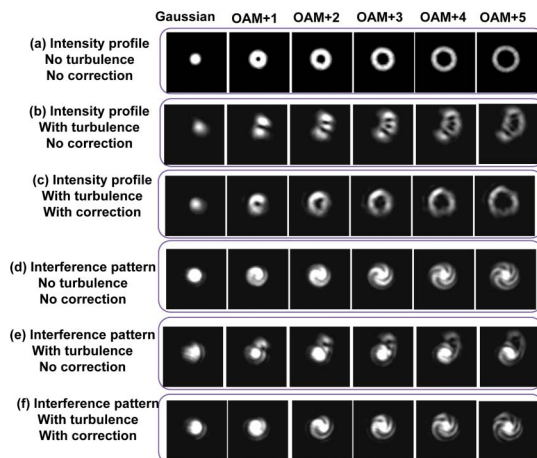 Gaussian OAM+1 OAM+2 OAM+3 OAM+4 OAM+5
(a) Intensity profile
No turbulence
No correction
(b) Intensity profile
With turbulence
No correction
(c) Intensity profile
With turbulence
With correction
(d) Interference pattern
No turbulence
No correction
(e) Interference pattern
With turbulence
No correction
(f) Interference pattern
With turbulence
With correction